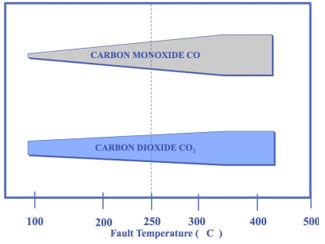 CARBON MONOXIDE CO
CARBON DIOXIDE CO₂
100 200 250 300 400 500
Fault Temperature ( C )